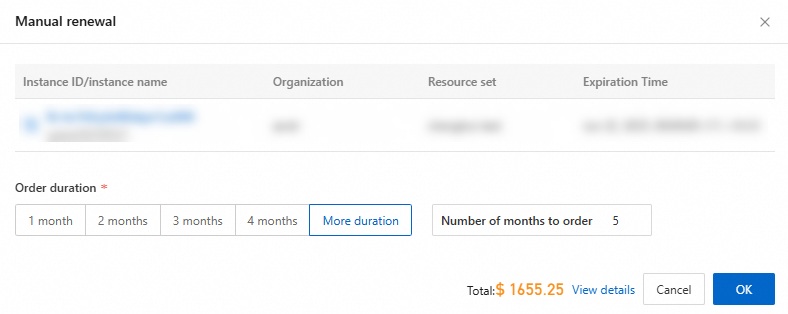 Manual renewal
Instance ID/instance name Organization Resource set Expiration Time
Order duration *
1 month 2 months 3 months 4 months More duration Number of months to order 5
Total:$ 1655.25 View details Cancel OK